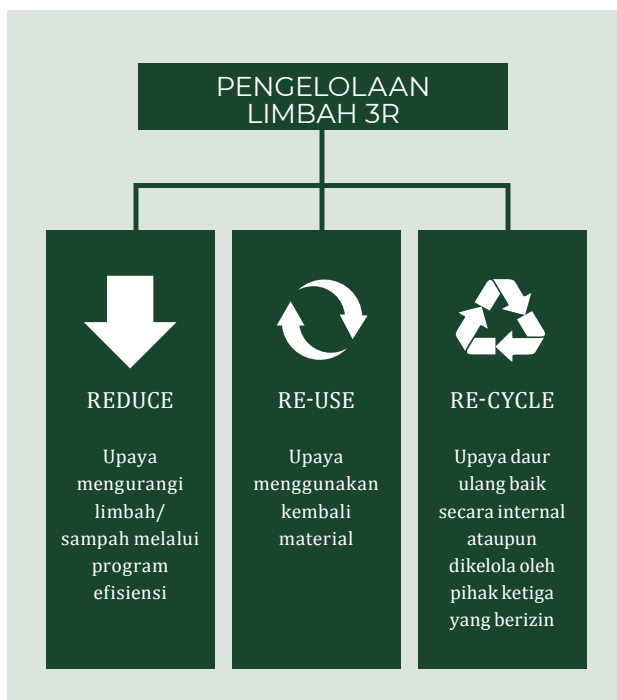 PENGELOLAAN
LIMBAH 3R
REDUCE
Upaya
mengurangi
limbah/
sampah melalui
program
efisiensi
RE-USE
Upaya
menggunakan
kembali
material
RE-CYCLE
Upaya daur
ulang baik
secara internal
ataupun
dikelola oleh
pihak ketiga
yang berizin